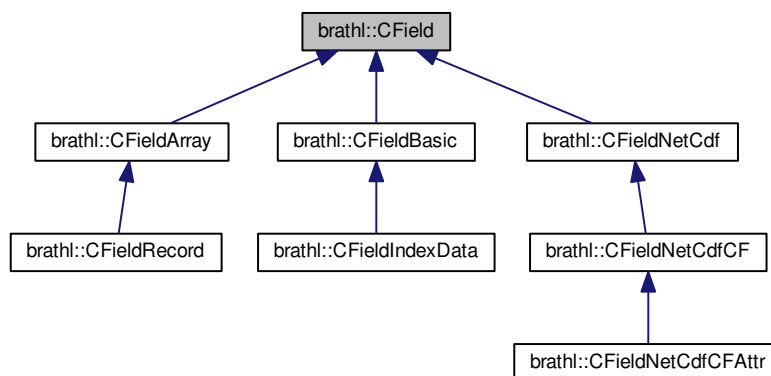 brathl::CField
brathl::CFieldArray
brathl::CFieldBasic
brathl::CFieldNetCdf
brathl::CFieldRecord
brathl::CFieldIndexData
brathl::CFieldNetCdfCF
brathl::CFieldNetCdfCFAttr